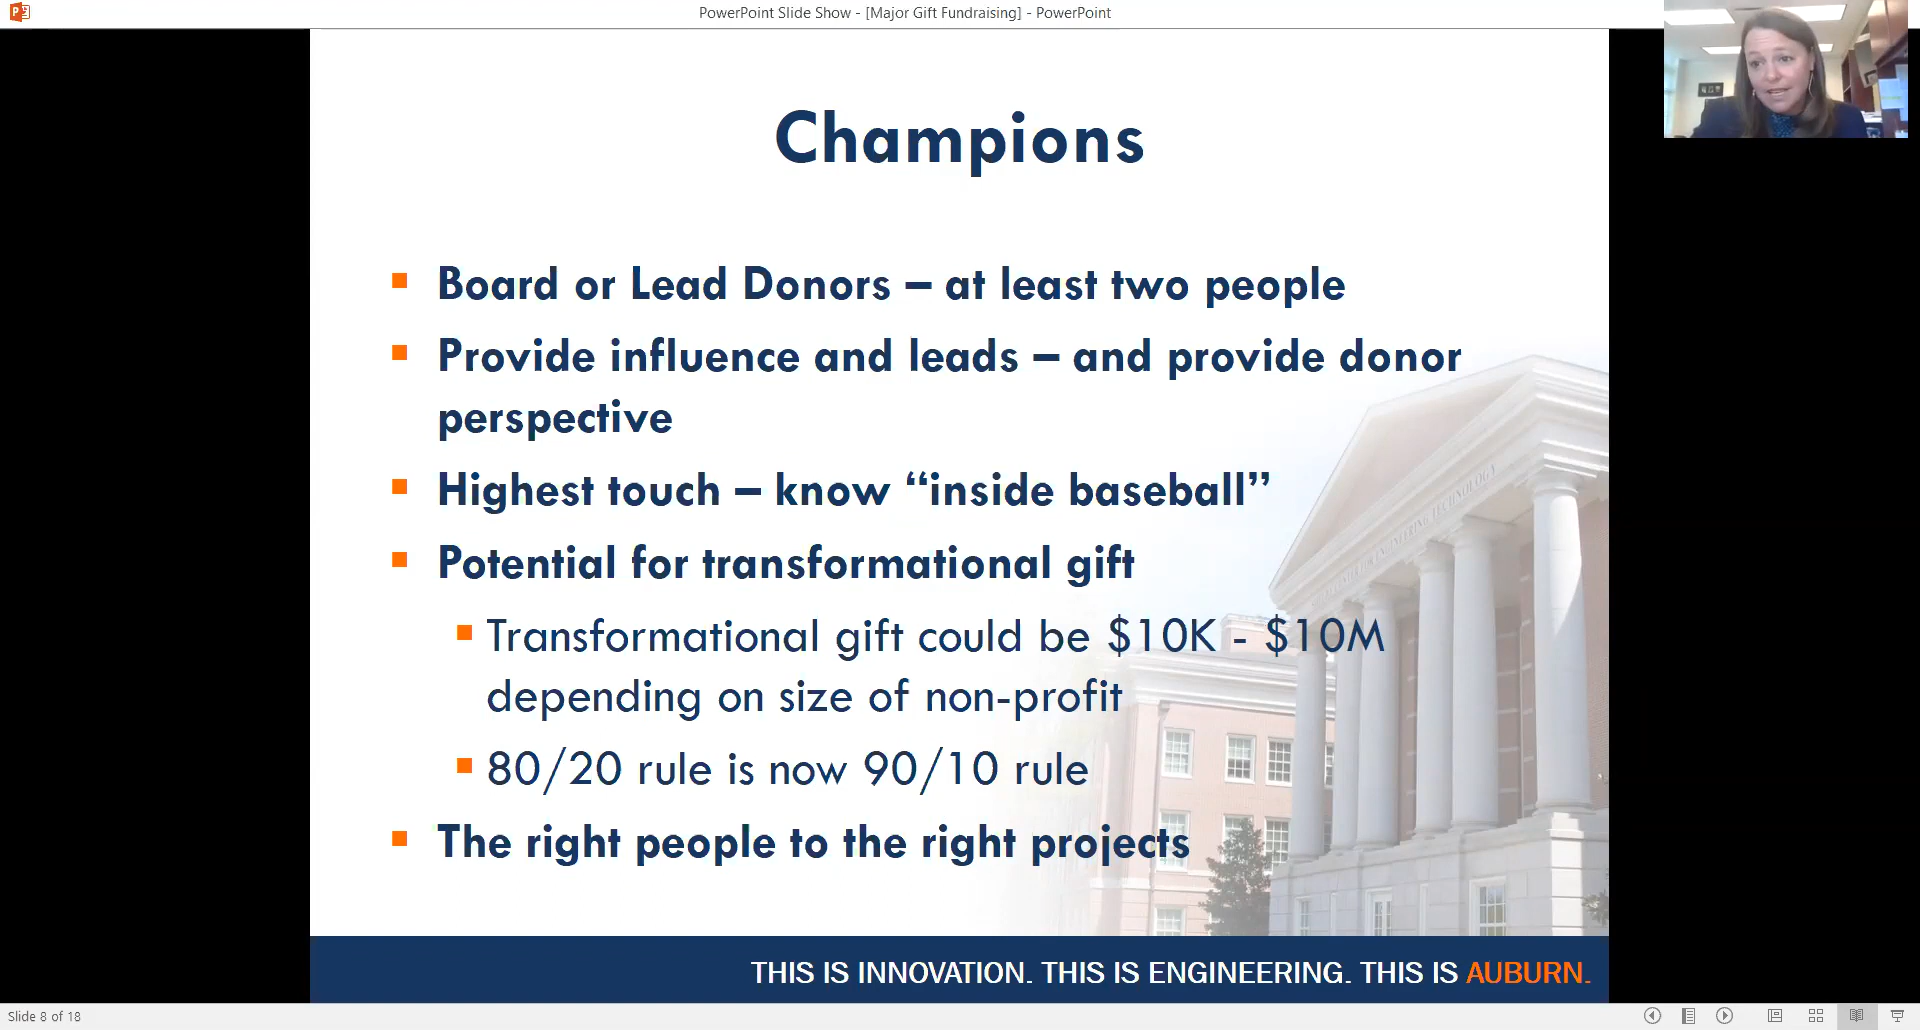 PowerPoint Slide Show - [Major Gift Fundraising] - PowerPoint
Champions
Board or Lead Donors – at least two people
Provide influence and leads – and provide donor
perspective
Highest touch – know “inside baseball”
Potential for transformational gift
Transformational gift could be $10K - $10M
depending on size of non-profit
80/20 rule is now 90/10 rule
The right people to the right projects
THIS IS INNOVATION. THIS IS ENGINEERING. THIS IS AUBURN.
Slide 8 of 18